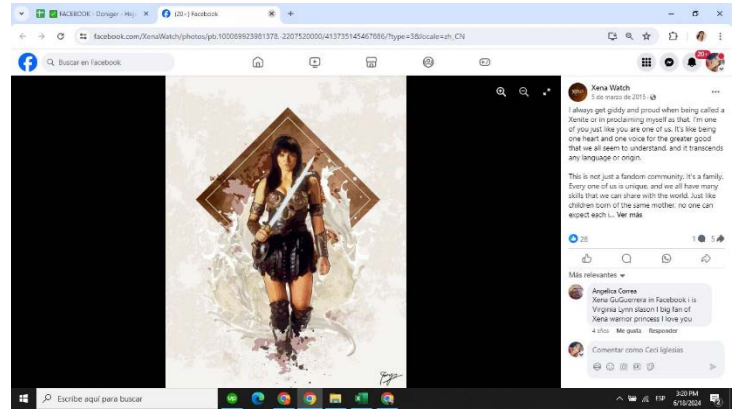 FACEBOOK - Doniger - Hoj
(20+) Facebook
facebook.com/XenaWatch/photos/pb.100069923981378.-2207520000/413735145467686/?type=3&locale=zh_CN
Buscar en Facebook
20+
Xena Watch
5 de marzo de 2015
I always get giddy and proud when being called a
Xenite or in proclaiming myself as that. I'm one
of you just like you are one of us. It's like being
one heart and one voice for the greater good
that we all seem to understand, and it transcends
any language or origin.
This is not just a fandom community. It's a family.
Every one of us is unique, and we all have many
skills that we can share with the world. Just like
children born of the same mother, no one can
expect each i... Ver más
28
1
5
Más relevantes
Angelica Correa
Xena GuGuerrera in Facebook i is
Virginia Lynn slason I big fan of
Xena warrior princess I love you
4 años Me gusta Responder
Comentar como Ceci Iglesias
Escribe aquí para buscar
ESP
3:20 PM
6/18/2024